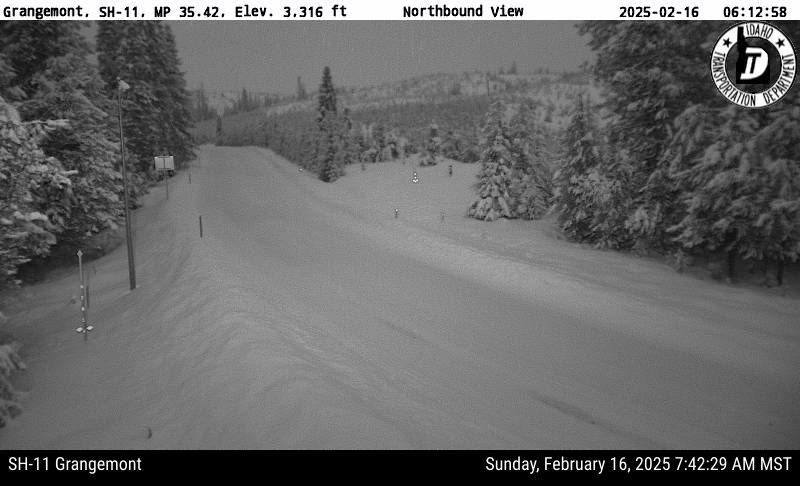 Grangemont, SH-11, MP 35.42, Elev. 3,316 ft Northbound View 2025-02-16 06:12:58
IDAHO
TRANSPORTATION DEPARTMENT
SH-11 Grangemont Sunday, February 16, 2025 7:42:29 AM MST